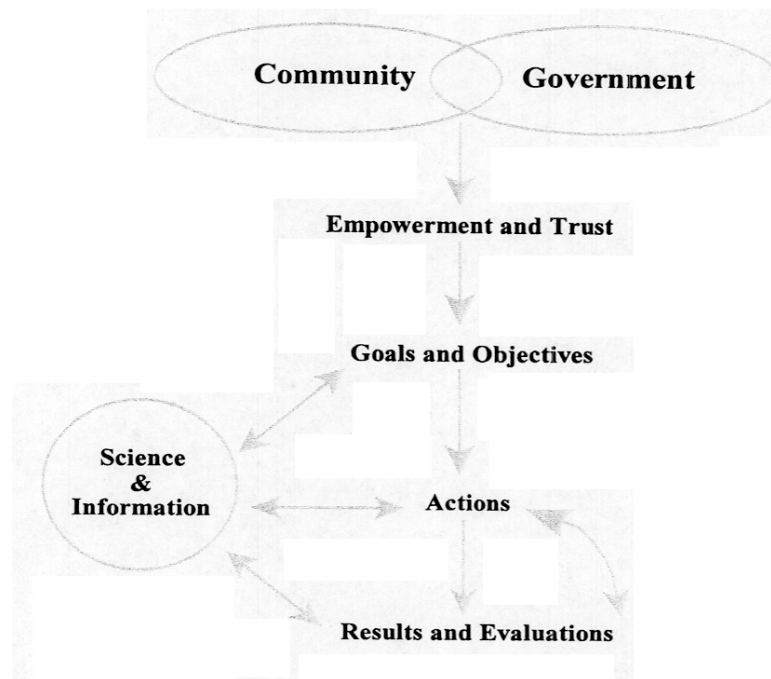 Community
Government
Empowerment and Trust
Goals and Objectives
Science
&
Information
Actions
Results and Evaluations